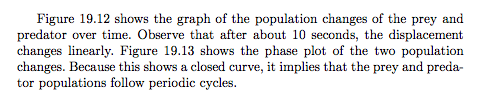 Figure 19.12 shows the graph of the population changes of the prey and
predator over time. Observe that after about 10 seconds, the displacement
changes linearly. Figure 19.13 shows the phase plot of the two population
changes. Because this shows a closed curve, it implies that the prey and preda-
tor populations follow periodic cycles.